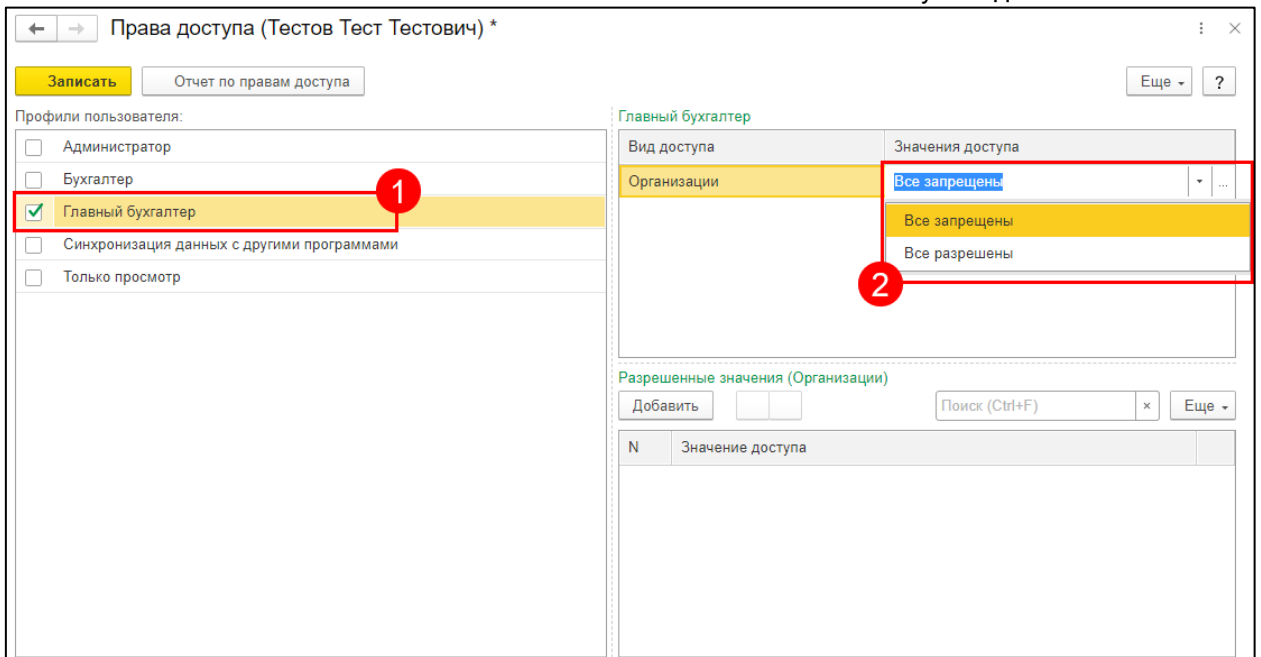 Права доступа (Тестов Тест Тестович) *
Записать
Отчет по правам доступа
Еще
?
Профили пользователя:
Администратор
Бухгалтер
1
Главный бухгалтер
Синхронизация данных с другими программами
Только просмотр
Главный бухгалтер
Вид доступа
Значения доступа
Организации
Все запрещены
...
Все запрещены
Все разрешены
2
Разрешенные значения (Организации)
Добавить
Поиск (Ctrl+F)
×
Еще
N
Значение доступа